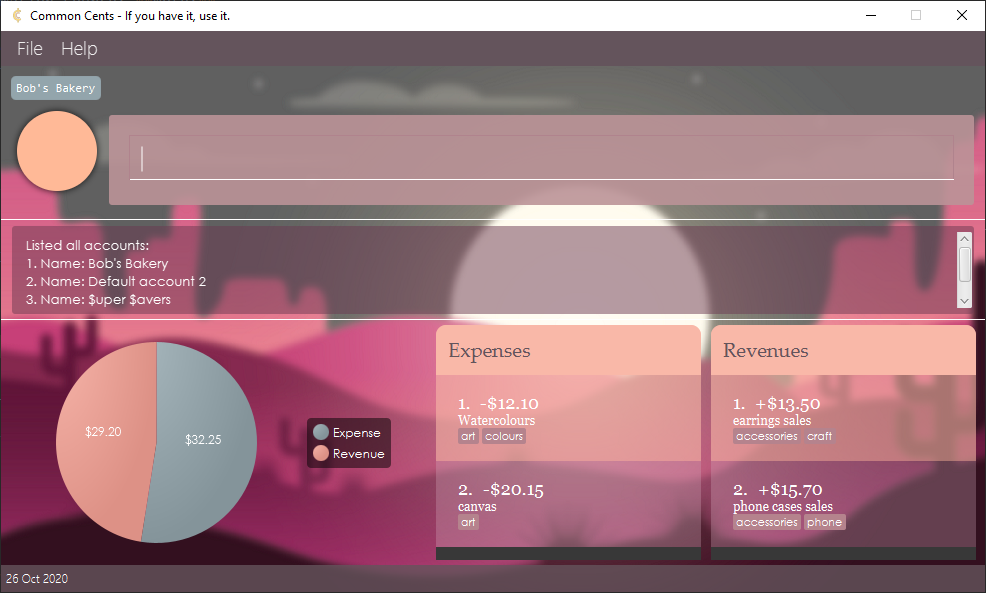 Common Cents - If you have it, use it.
File Help
Bob's Bakery
Listed all accounts:
1. Name: Bob's Bakery
2. Name: Default account 2
3. Name: $uper $avers
$29.20
$32.25
Expense
Revenue
Expenses
1. -$12.10
Watercolours
art colours
2. -$20.15
canvas
art
Revenues
1. +$13.50
earrings sales
accessories craft
2. +$15.70
phone cases sales
accessories phone
26 Oct 2020